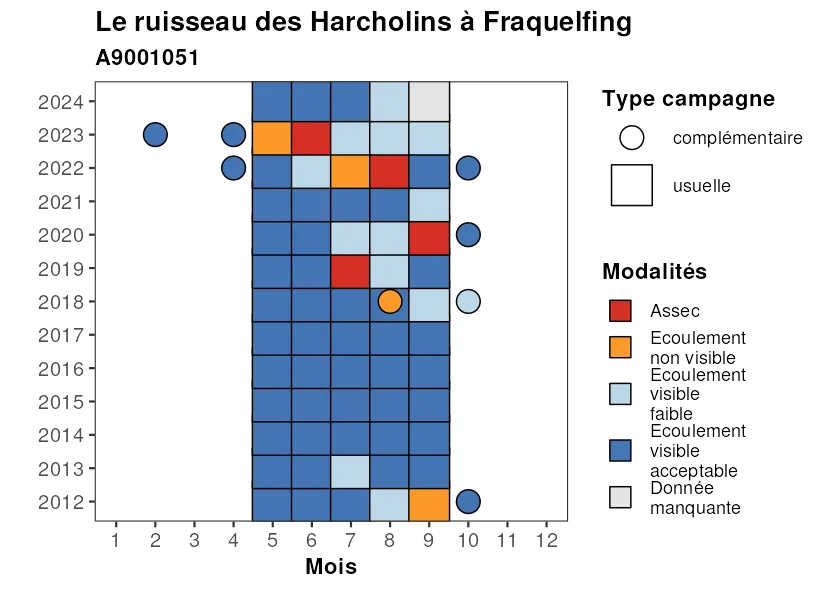 Le ruisseau des Harcholins à Fraquelfing
A9001051
2024
2023
2022
2021
2020
2019
2018
2017
2016
2015
2014
2013
2012
1 2 3 4 5 6 7 8 9 10 11 12
Mois
Type campagne
complémentaire
usuelle
Modalités
Assec
Ecoulement
non visible
Ecoulement
visible
faible
Ecoulement
visible
acceptable
Donnée
manquante